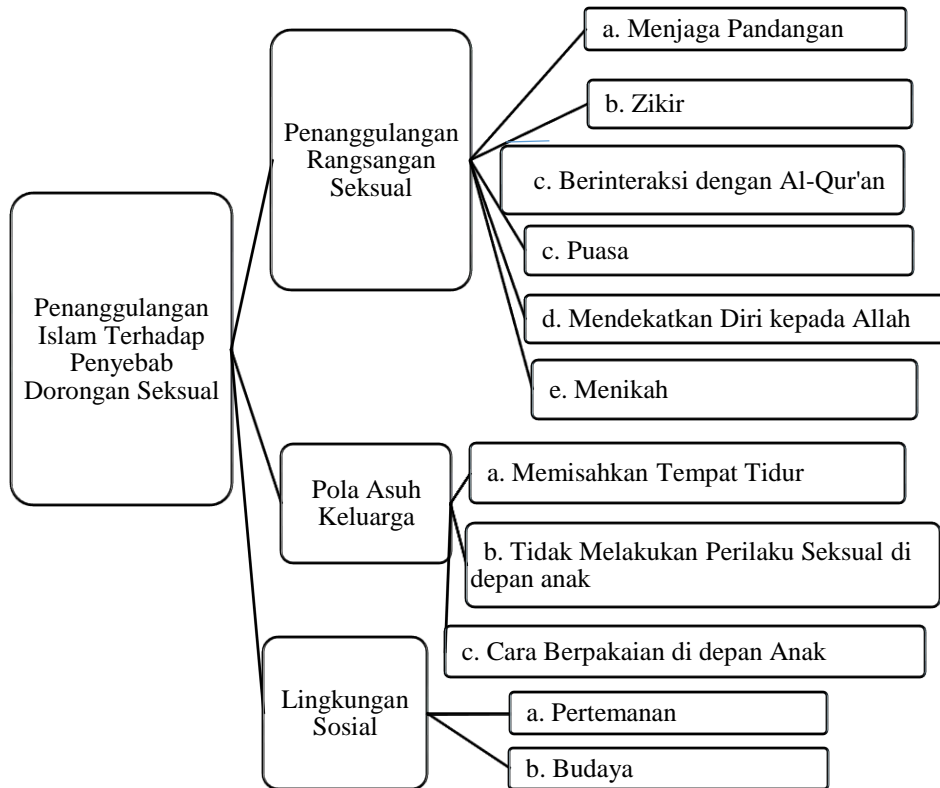 Penanggulangan
Islam Terhadap
Penyebab
Dorongan Seksual
Penanggulangan
Rangsangan
Seksual
a. Menjaga Pandangan
b. Zikir
c. Berinteraksi dengan Al-Qur'an
c. Puasa
d. Mendekatkan Diri kepada Allah
e. Menikah
Pola Asuh
Keluarga
a. Memisahkan Tempat Tidur
b. Tidak Melakukan Perilaku Seksual di
depan anak
c. Cara Berpakaian di depan Anak
Lingkungan
Sosial
a. Pertemanan
b. Budaya